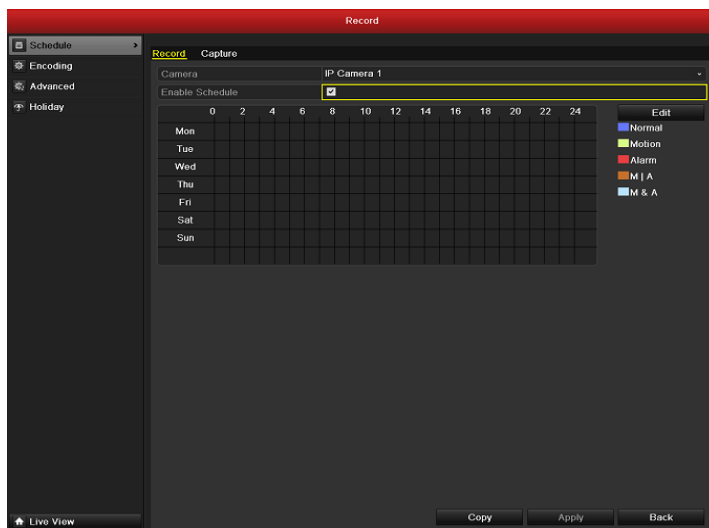 Record
Schedule >
Encoding
Advanced
Holiday
Record Capture
Camera IP Camera 1
Enable Schedule
0 2 4 6 8 10 12 14 16 18 20 22 24
Mon
Tue
Wed
Thu
Fri
Sat
Sun
Edit
Normal
Motion
Alarm
M | A
M & A
Live View
Copy Apply Back